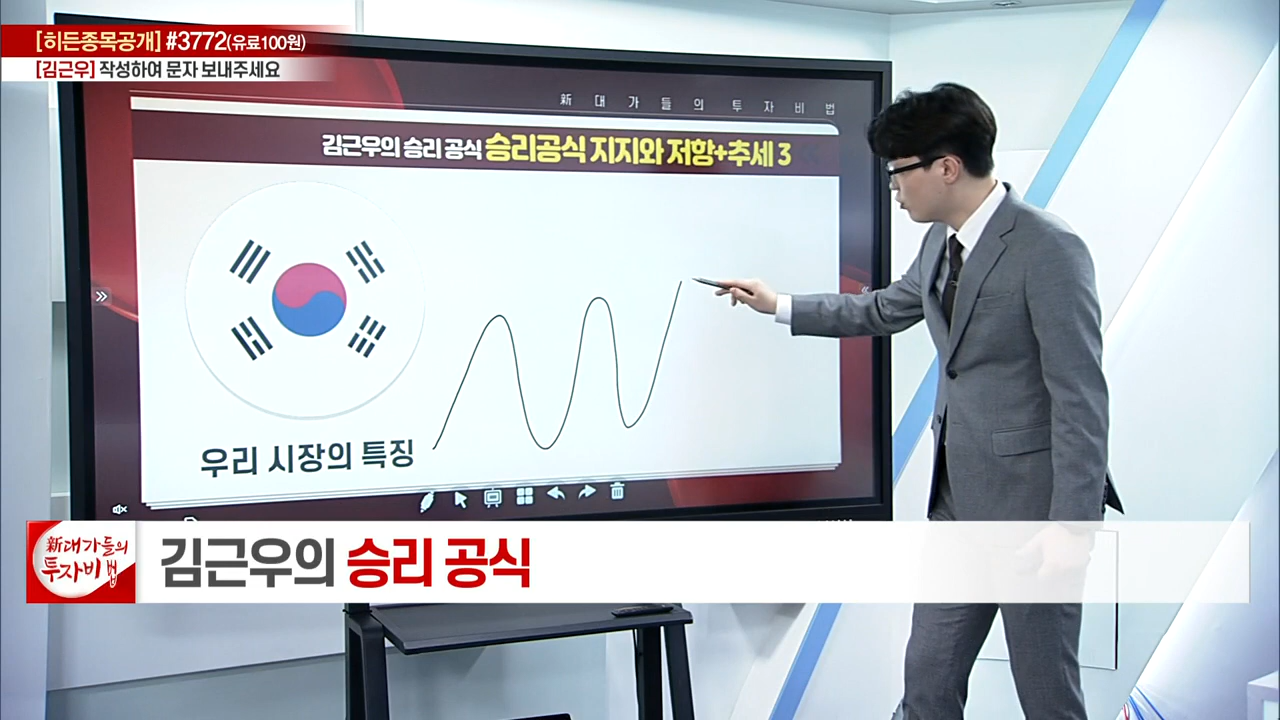 [히든종목공개] #3772(유료100원)
[김근우] 작성하여 문자 보내주세요
新 대 가 들 의 투 자 비 법
김근우의 승리 공식 승리공식 지지와 저항+추세 3
우리 시장의 특징
新대가들의
투자비법
김근우의 승리 공식